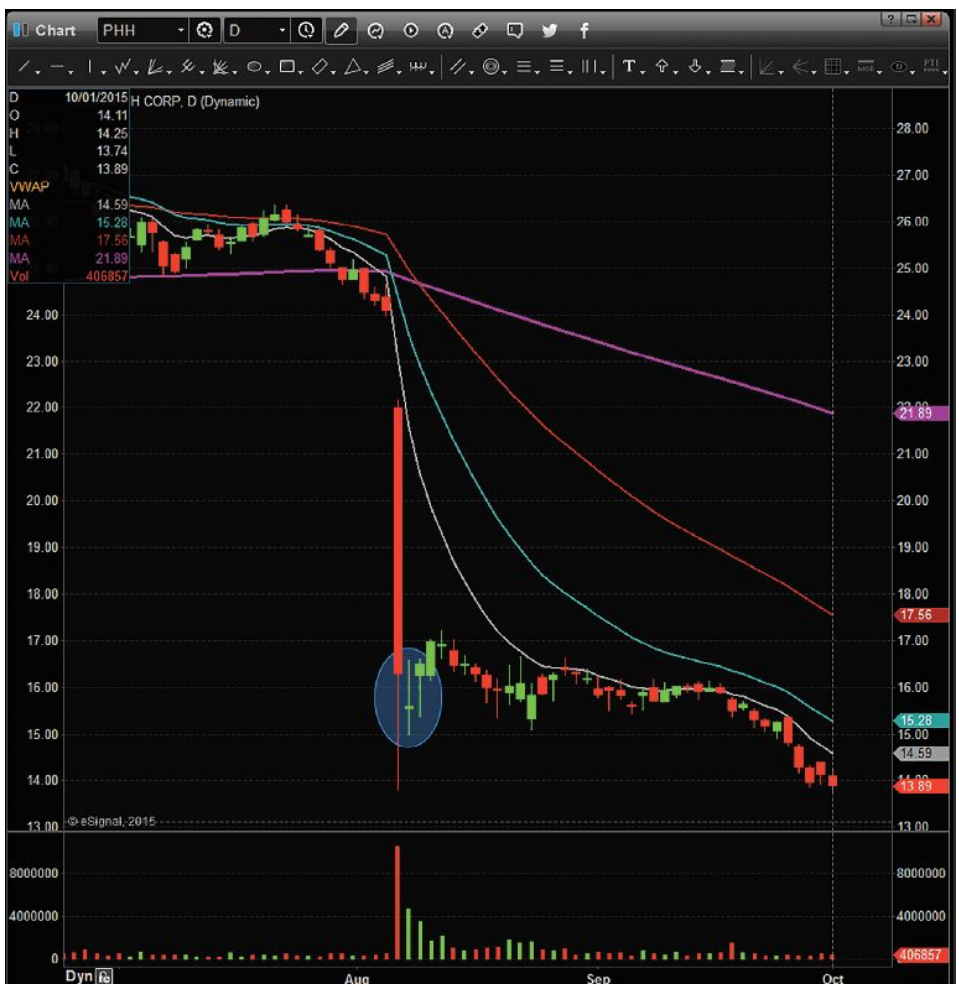 Chart PHH D
T
D 10/01/2015 H CORP, D (Dynamic)
O 14.11
H 14.25
L 13.74
C 13.89
VWAP
MA 14.59
MA 15.28
MA 17.56
MA 21.89
Vol 406857
28.00
27.00
26.00
25.00
24.00 24.00
23.00 23.00
22.00
21.89
21.00 21.00
20.00 20.00
19.00 19.00
18.00 18.00
17.56
17.00 17.00
16.00 16.00
15.28
15.00 15.00
14.59
14.00
13.89
13.00 © eSignal, 2015 13.00
8000000 8000000
4000000 4000000
0 406857
Dyn Aug Sep Oct